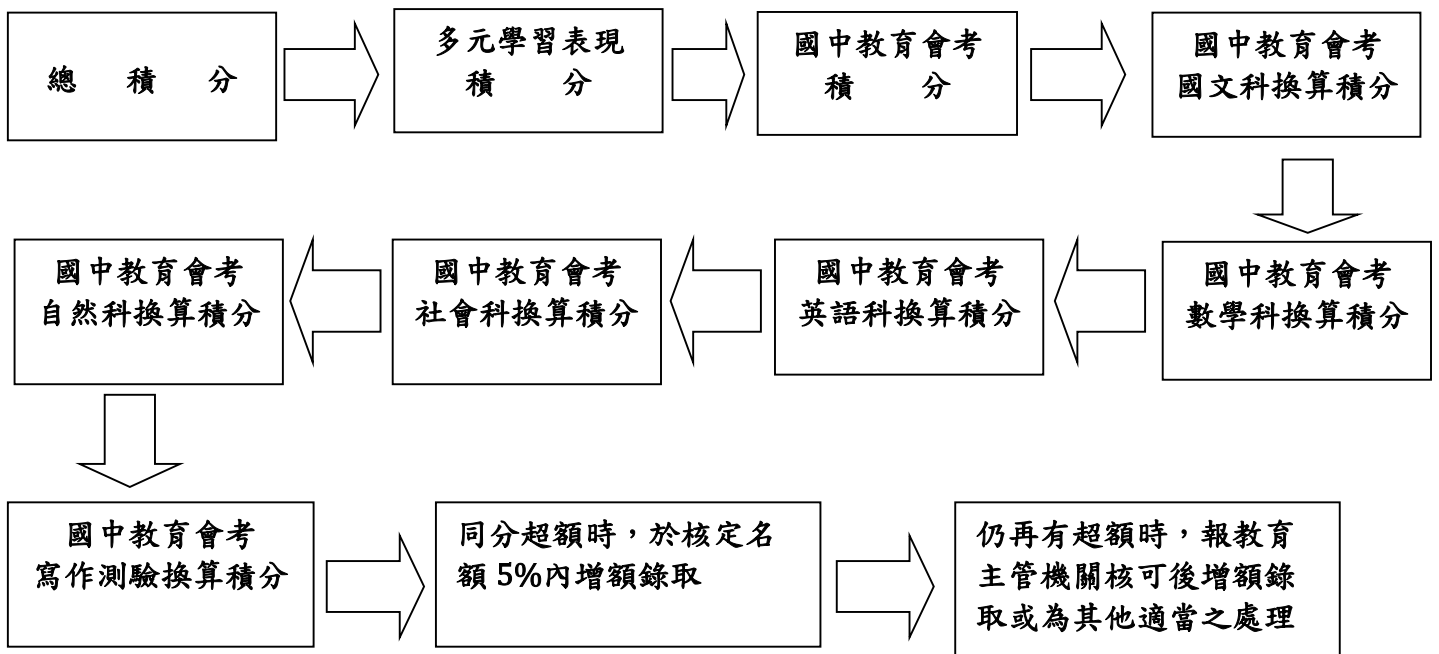 總 積 分
多元學習表現
積 分
國中教育會考
積 分
國中教育會考
國文科換算積分
國中教育會考
數學科換算積分
國中教育會考
英語科換算積分
國中教育會考
社會科換算積分
國中教育會考
自然科換算積分
國中教育會考
寫作測驗換算積分
同分超額時，於核定名
額 5%內增額錄取
仍再有超額時，報教育
主管機關核可後增額錄
取或為其他適當之處理